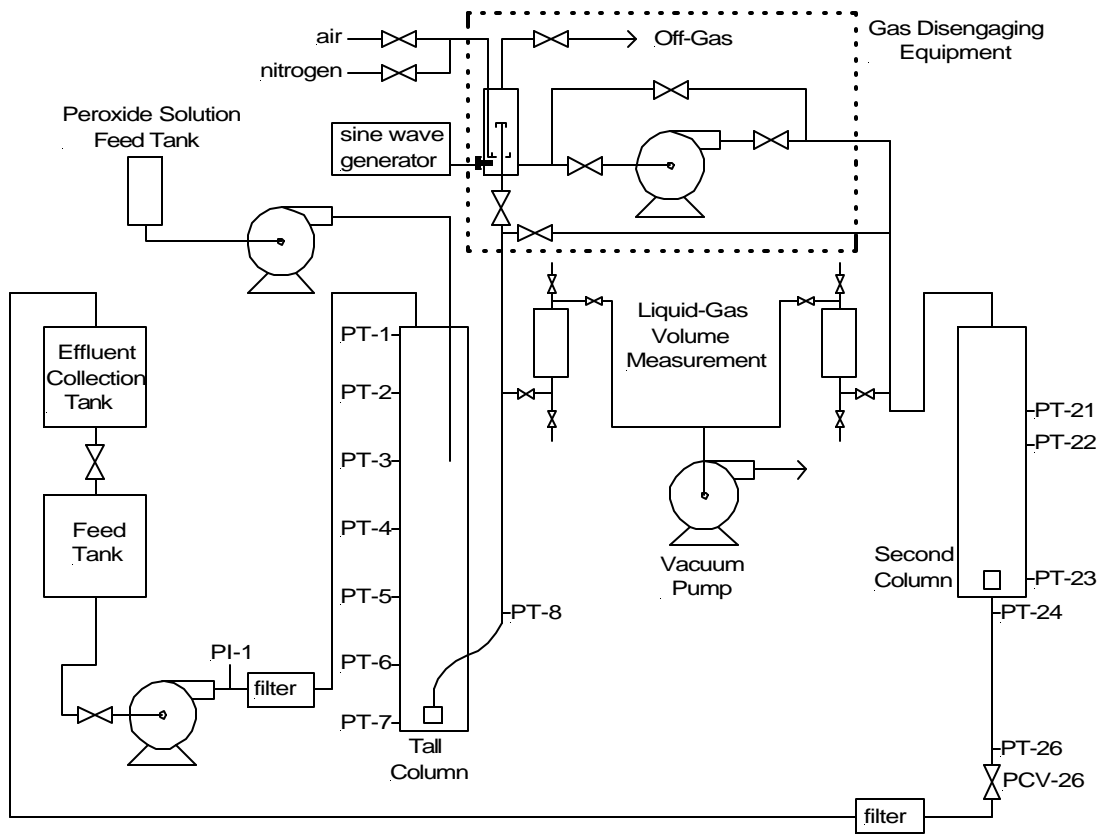 air
nitrogen
Off-Gas
Gas Disengaging
Equipment
Peroxide Solution
Feed Tank
sine wave
generator
Effluent
Collection
Tank
Feed
Tank
PI-1
filter
PT-1
PT-2
PT-3
PT-4
PT-5
PT-6
PT-7
Tall
Column
PT-8
Liquid-Gas
Volume
Measurement
Vacuum
Pump
Second
Column
PT-21
PT-22
PT-23
PT-24
PT-26
PCV-26
filter